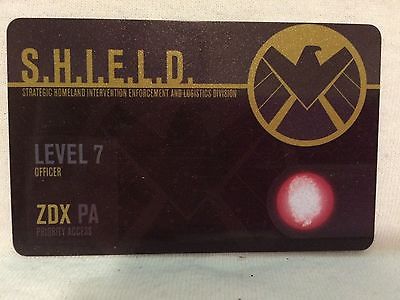 S.H.I.E.L.D.
STRATEGIC HOMELAND INTERVENTION ENFORCEMENT AND LOGISTICS DIVISION
LEVEL 7
OFFICER
ZDX PA
PRIORITY ACCESS